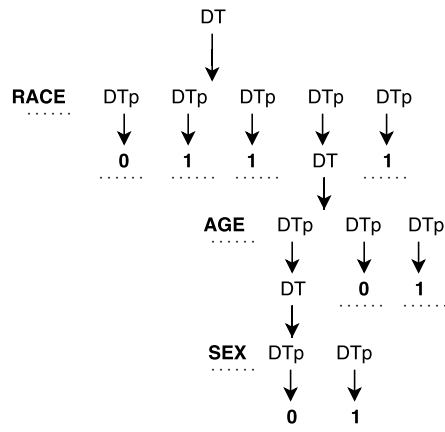 DT
RACE DTp DTp DTp DTp DTp
0 1 1 DT 1
AGE DTp DTp DTp
DT 0 1
SEX DTp DTp
0 1